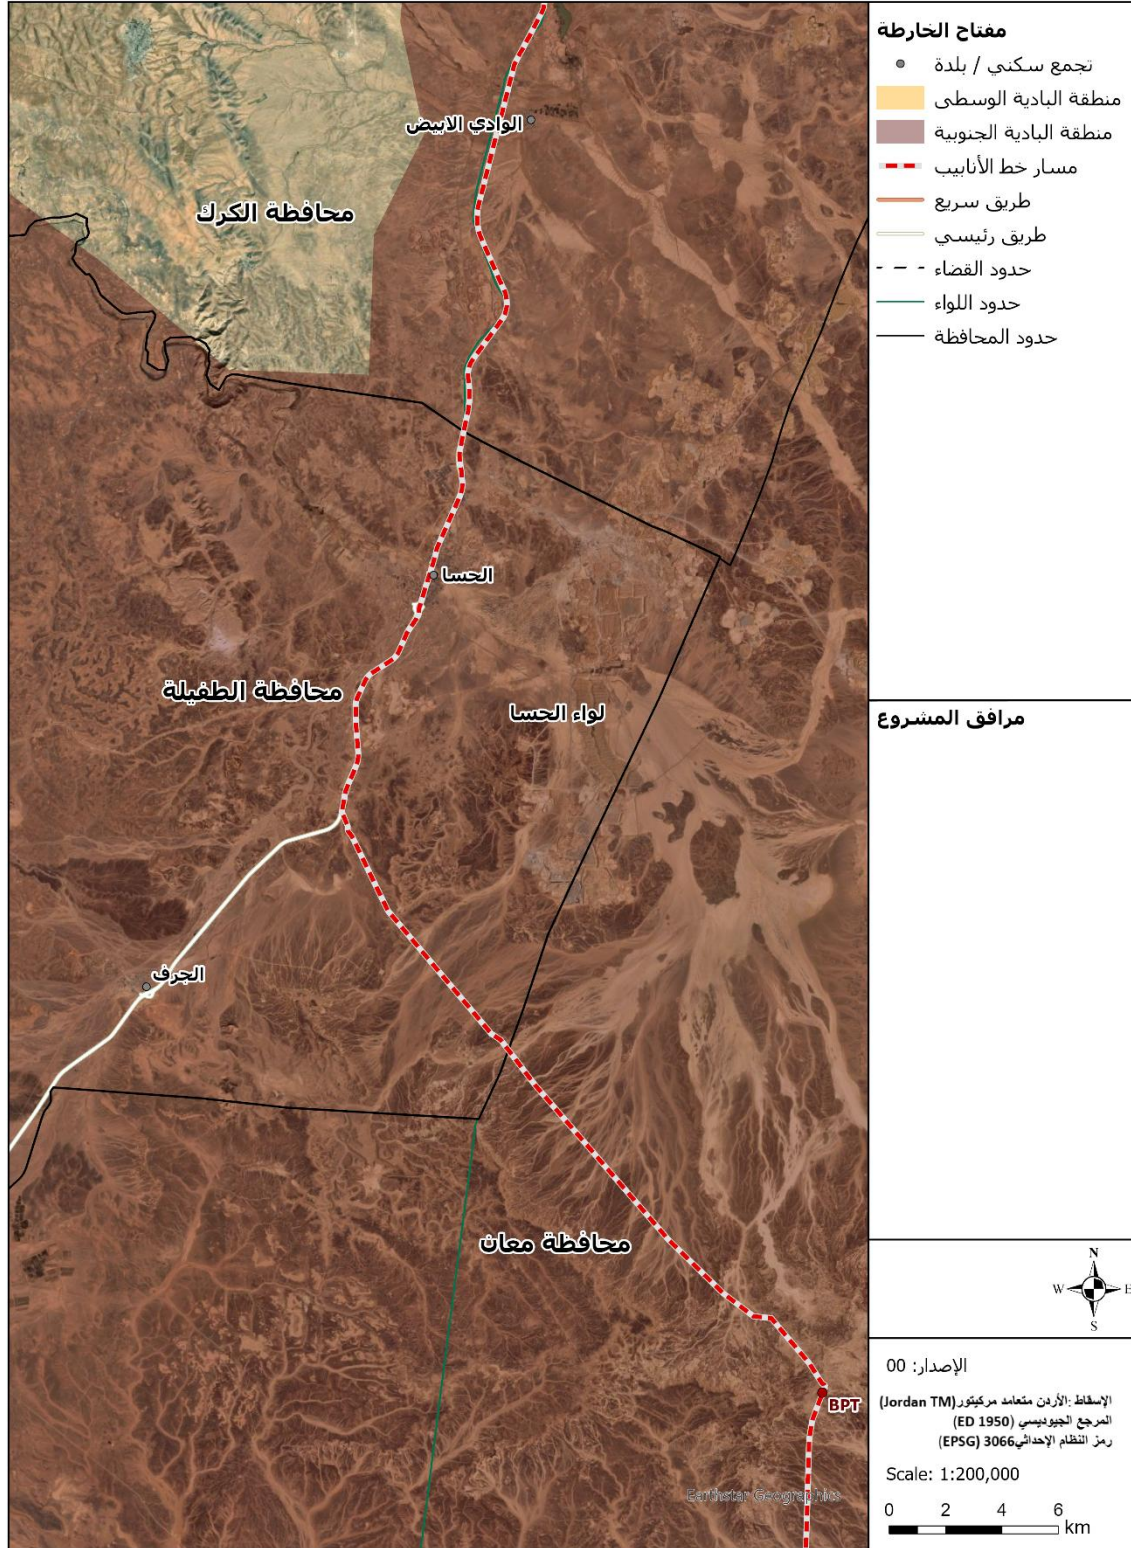 مفتاح الخارطة
تجمع سكني / بلدة
منطقة البادية الوسطى
منطقة البادية الجنوبية
مسار خط الأنابيب
طريق سريع
طريق رئيسي
حدود القضاء
حدود اللواء
حدود المحافظة
الوادي الابيض
محافظة الكرك
الحسا
محافظة الطفيلة
لواء الحسا
الجرف
محافظة معان
BPT
Earthstar Geographics
مرافق المشروع
N
W E
S
الإصدار: 00
الإسقاط :الأردن متعامد مركيتور (Jordan TM)
المرجع الجيوديسي (ED 1950)
رمز النظام الإحداثي3066 (EPSG)
Scale: 1:200,000
0 2 4 6
km